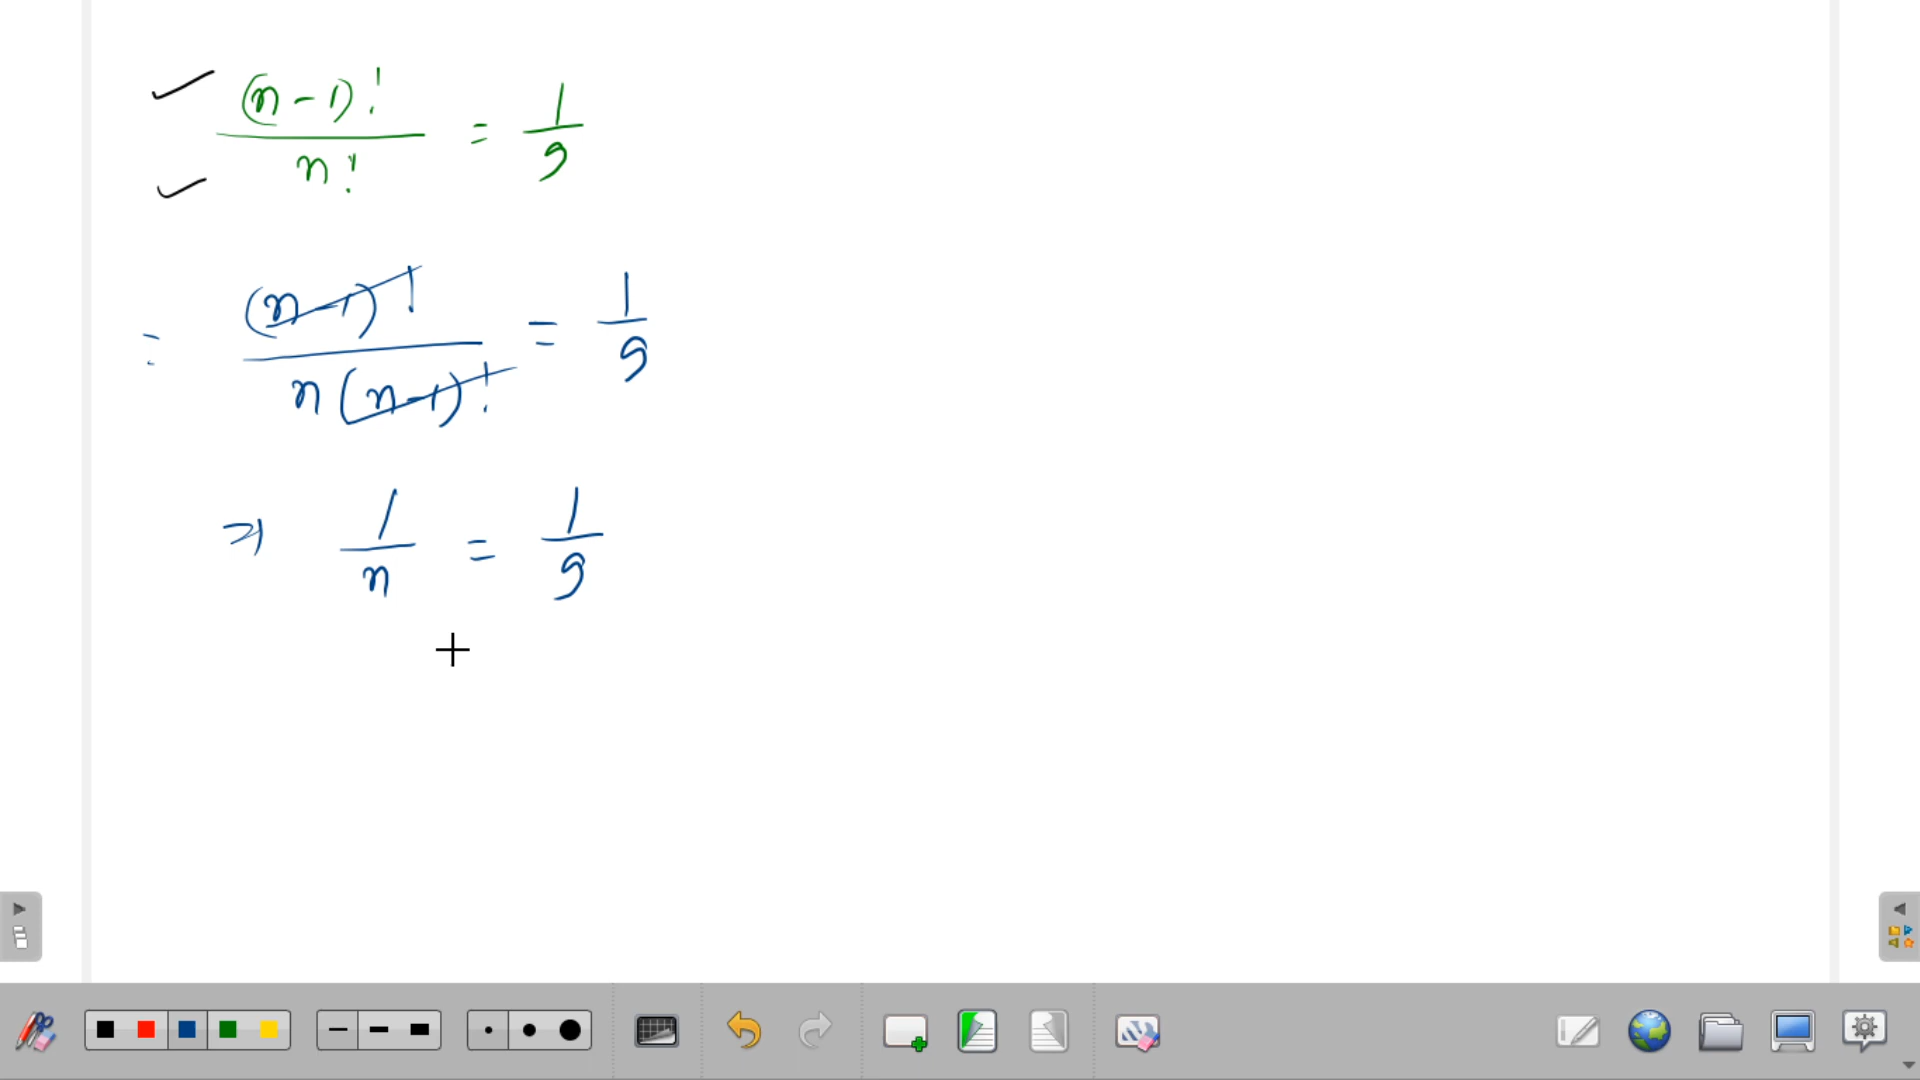 (n-1)! / n! = 1/9
= (n-1)! / n(n-1)! = 1/9
⇒ 1/n = 1/9